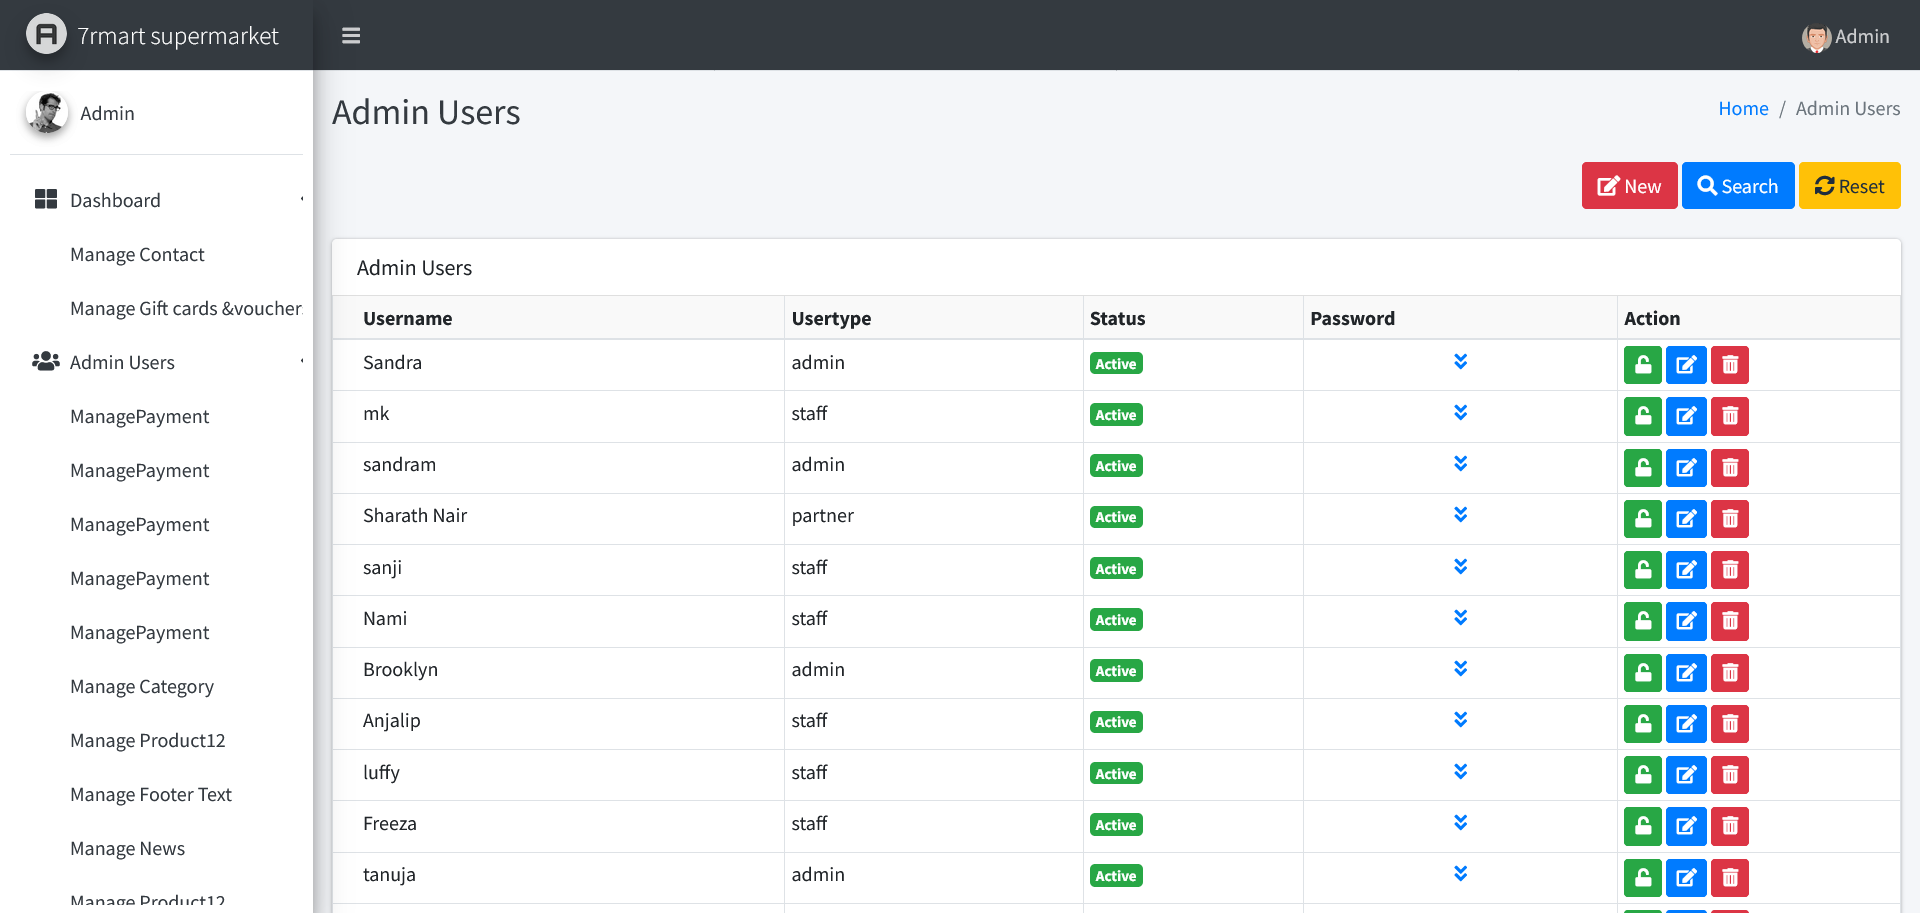 7rmart supermarket
Admin
Admin
Dashboard
Manage Contact
Manage Gift cards &voucher
Admin Users
ManagePayment
ManagePayment
ManagePayment
ManagePayment
ManagePayment
Manage Category
Manage Product12
Manage Footer Text
Manage News
Manage Product12
Admin Users
Home / Admin Users
New Search Reset
Admin Users
Username Usertype Status Password Action
Sandra admin Active
mk staff Active
sandram admin Active
Sharath Nair partner Active
sanji staff Active
Nami staff Active
Brooklyn admin Active
Anjalip staff Active
luffy staff Active
Freeza staff Active
tanuja admin Active